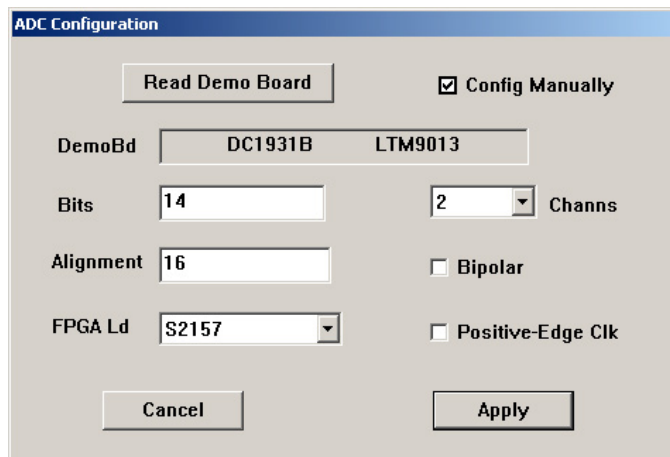 ADC Configuration
Read Demo Board
Config Manually
DemoBd DC1931B LTM9013
Bits 14 2 Channs
Alignment 16 Bipolar
FPGA Ld S2157 Positive-Edge Clk
Cancel Apply